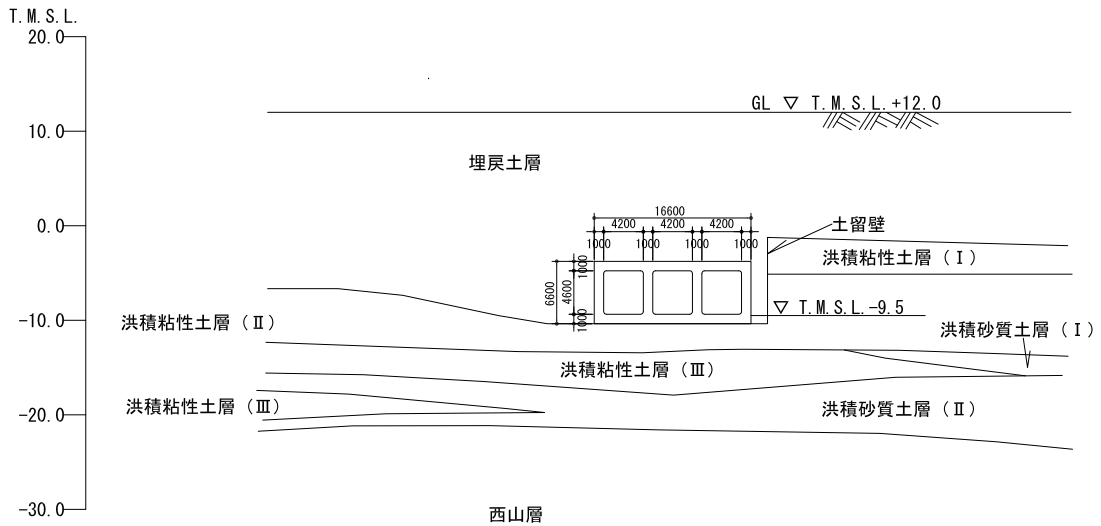 T.M.S.L.
20.0
GL ▽ T.M.S.L.+12.0
10.0
埋戻土層
0.0
16600
4200 4200 4200
1000 1000 1000 1000
土留壁
洪積粘性土層(Ⅰ)
6600
4600
1000
1000
▽ T.M.S.L.-9.5
-10.0
洪積粘性土層(Ⅱ)
洪積砂質土層(Ⅰ)
洪積粘性土層(Ⅲ)
洪積粘性土層(Ⅲ)
洪積砂質土層(Ⅱ)
-20.0
-30.0
西山層